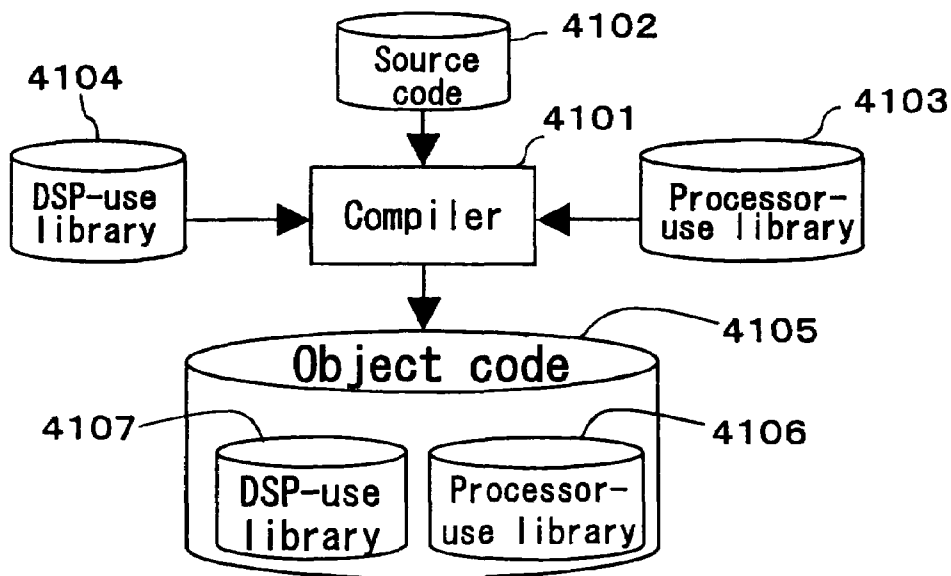 4102
Source
code
4104
4101
4103
DSP-use
library
Compiler
Processor-
use library
4105
Object code
4107
4106
DSP-use
library
Processor-
use library